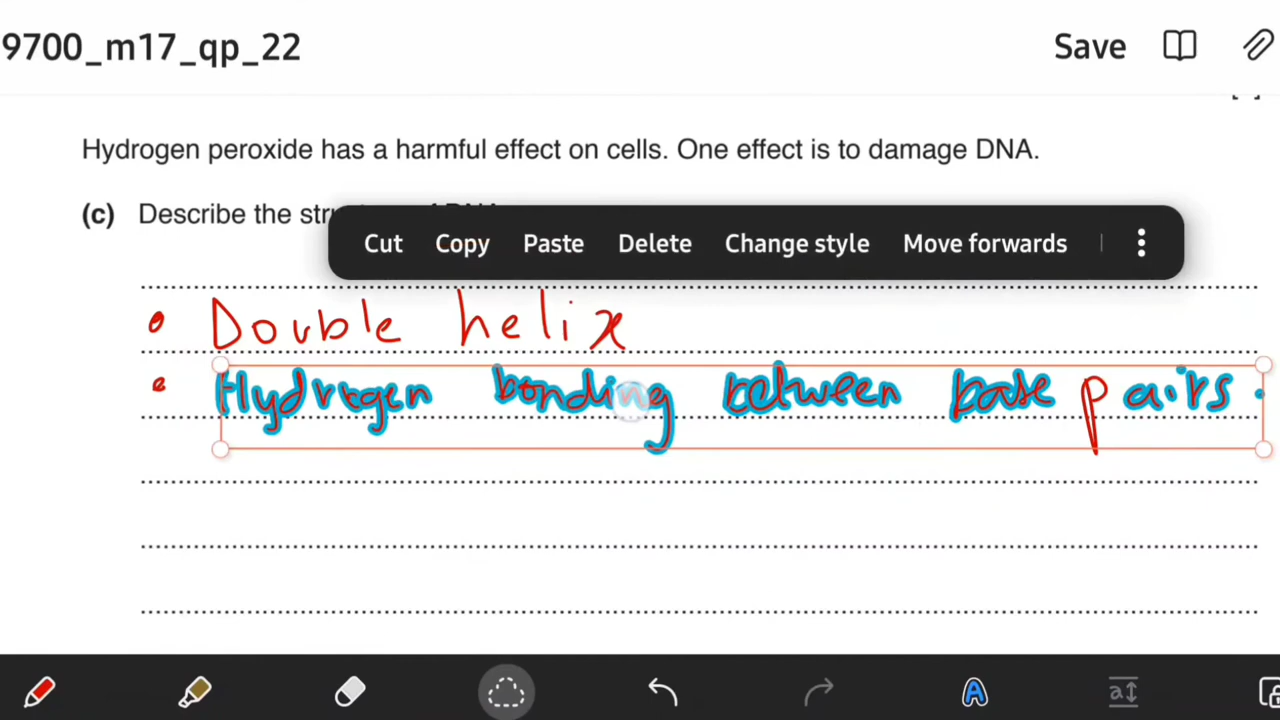 9700_m17_qp_22 Save
Hydrogen peroxide has a harmful effect on cells. One effect is to damage DNA.
(c) Describe the
Cut Copy Paste Delete Change style Move forwards
• Double helix
• Hydrogen bonding between base pairs.
A
a